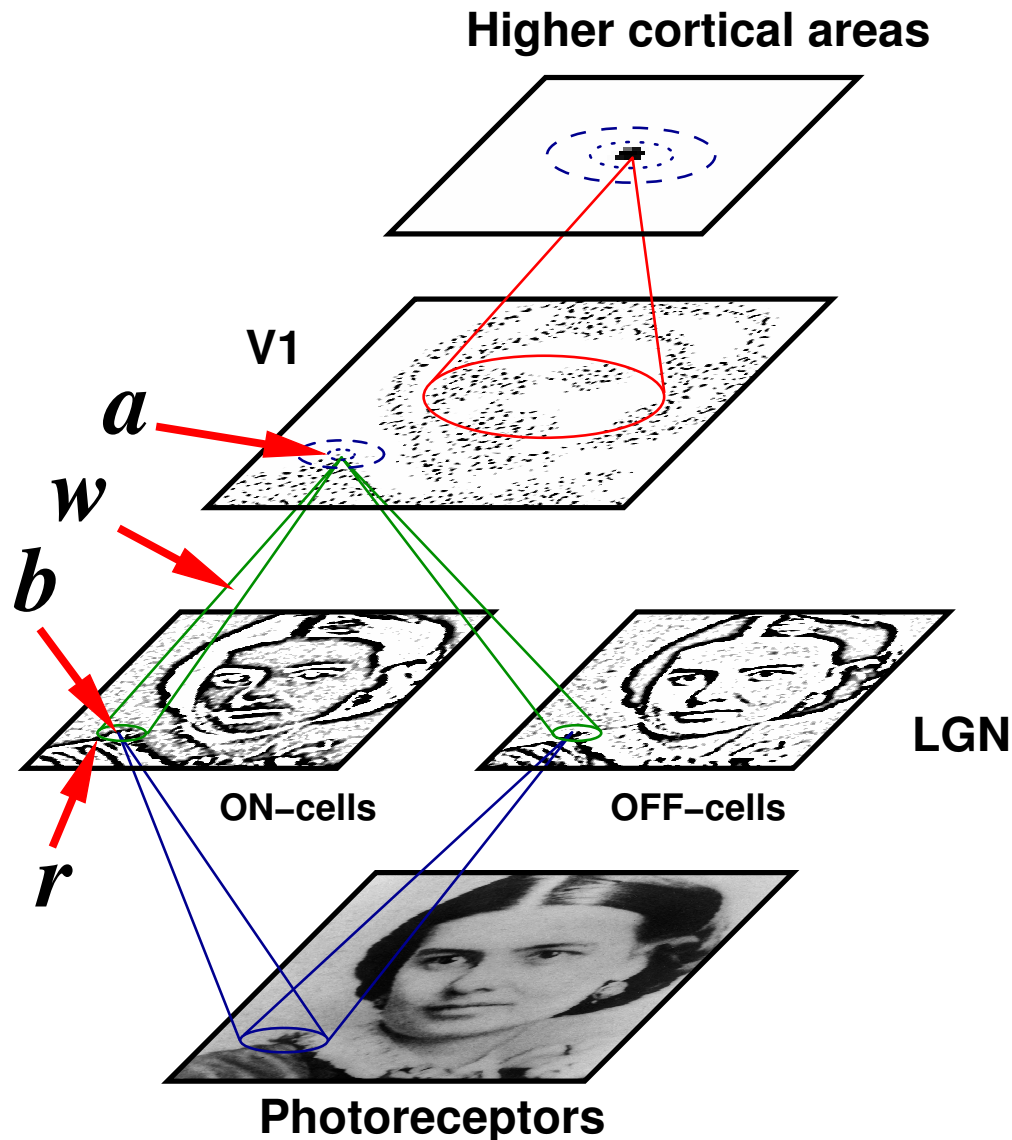 Higher cortical areas
V1
a
w
b
LGN
ON−cells
OFF−cells
r
Photoreceptors